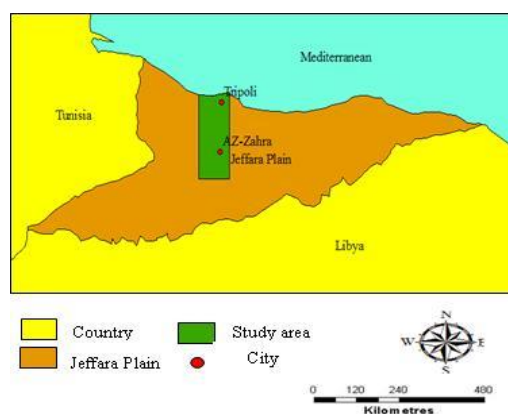 Mediterranean
Tripoli
Tunisia
AZ-Zahra
Jeffara Plain
Libya
Country
Study area
Jeffara Plain
City
N
W E
S
0 120 240 480
Kilometres